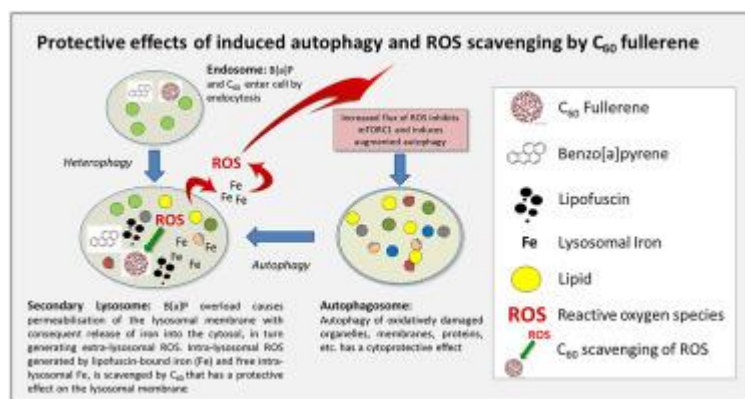 Protective effects of induced autophagy and ROS scavenging by C60 fullerene
Endosome: B[a]P
and C60 enter cell by
endocytosis
Increased flux of ROS inhibits
mTORC1 and induces
augmented autophagy
Heterophagy
ROS
Fe
Fe Fe
ROS
Fe Fe
Fe Fe
Autophagy
Secondary Lysosome: B[a]P overload causes
permeabilisation of the lysosomal membrane with
consequent release of iron into the cytosol, in turn
generating extra-lysosomal ROS. Intra-lysosomal ROS
generated by lipofuscin-bound iron (Fe) and free intra-
lysosomal Fe, is scavenged by C60 that has a protective
effect on the lysosomal membrane
Autophagosome:
Autophagy of oxidatively damaged
organelles, membranes, proteins,
etc. has a cytoprotective effect
C60 Fullerene
Benzo[a]pyrene
Lipofuscin
Fe Lysosomal Iron
Lipid
ROS Reactive oxygen species
ROS
C60 scavenging of ROS